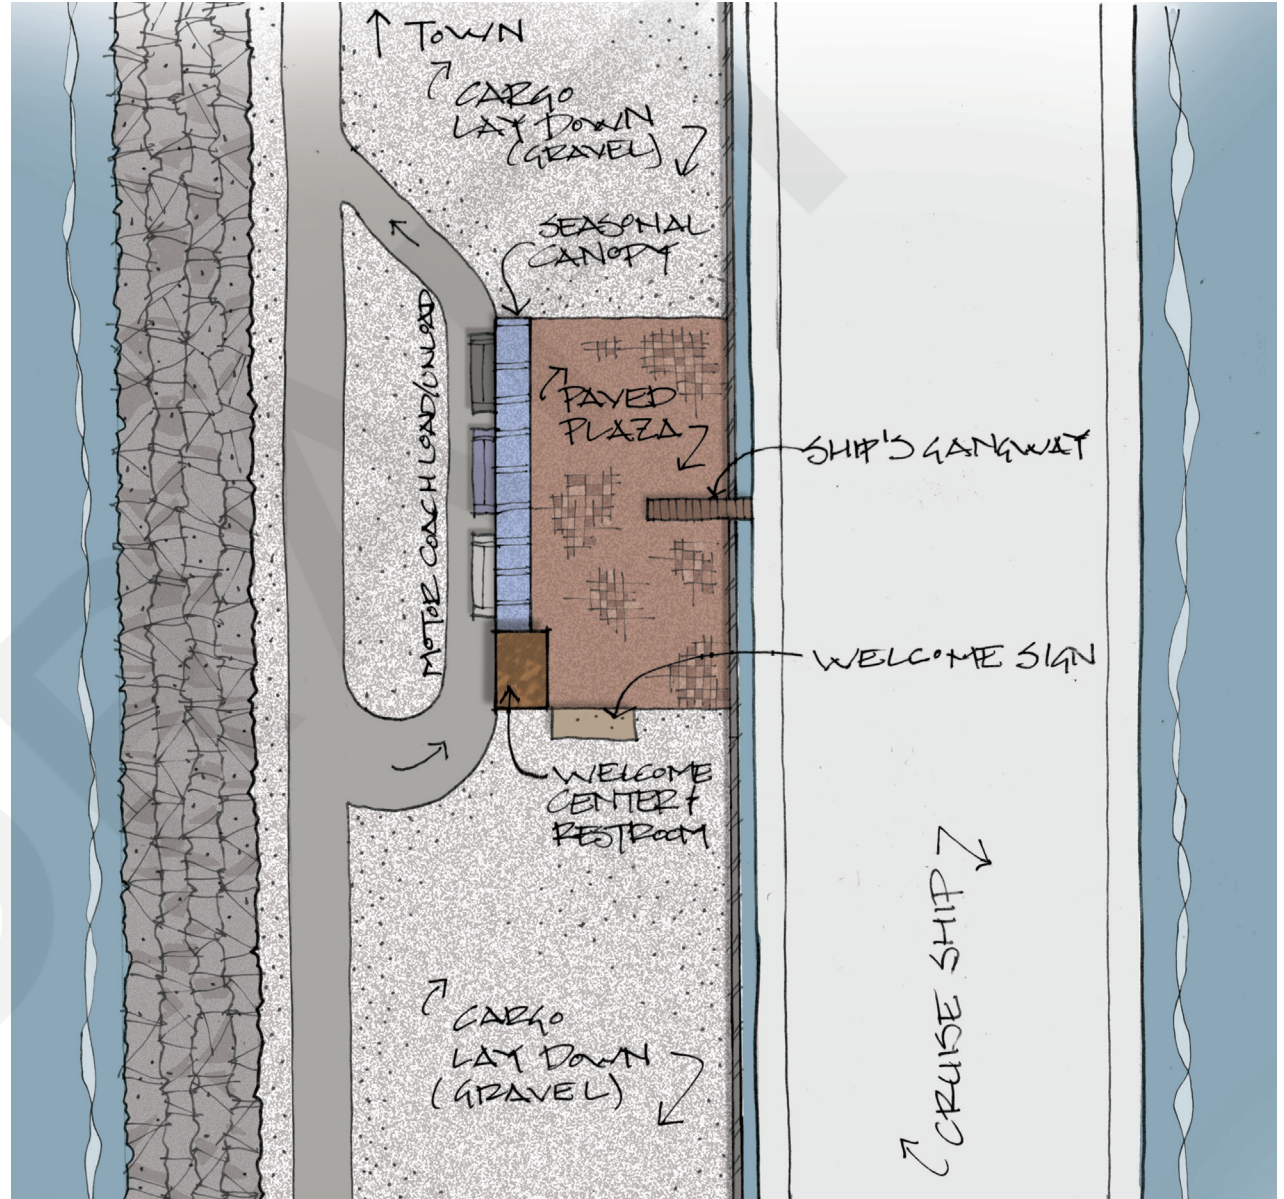 TOWN
CARGO
LAY DOWN
(GRAVEL)
SEASONAL
CANOPY
MOTOR COACH LOAD/UNLOAD
PAVED
PLAZA
SHIP'S GANGWAY
WELCOME SIGN
WELCOME
CENTER +
RESTROOM
CARGO
LAY DOWN
(GRAVEL)
CRUISE SHIP